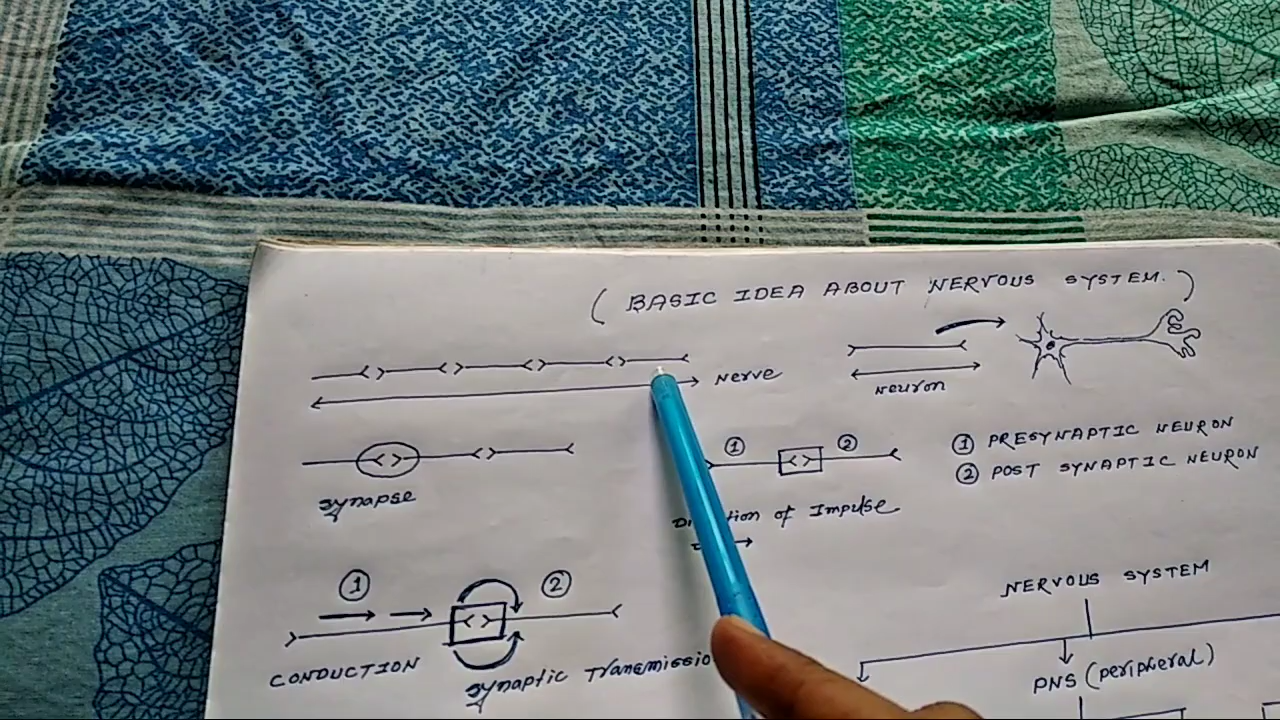 ( BASIC IDEA ABOUT NERVOUS SYSTEM. )
Nerve
Neuron
Synapse
① ②
① PRESYNAPTIC NEURON
② POST SYNAPTIC NEURON
of Impulse
① ②
CONDUCTION
Synaptic
NERVOUS SYSTEM
PNS (peripheral)